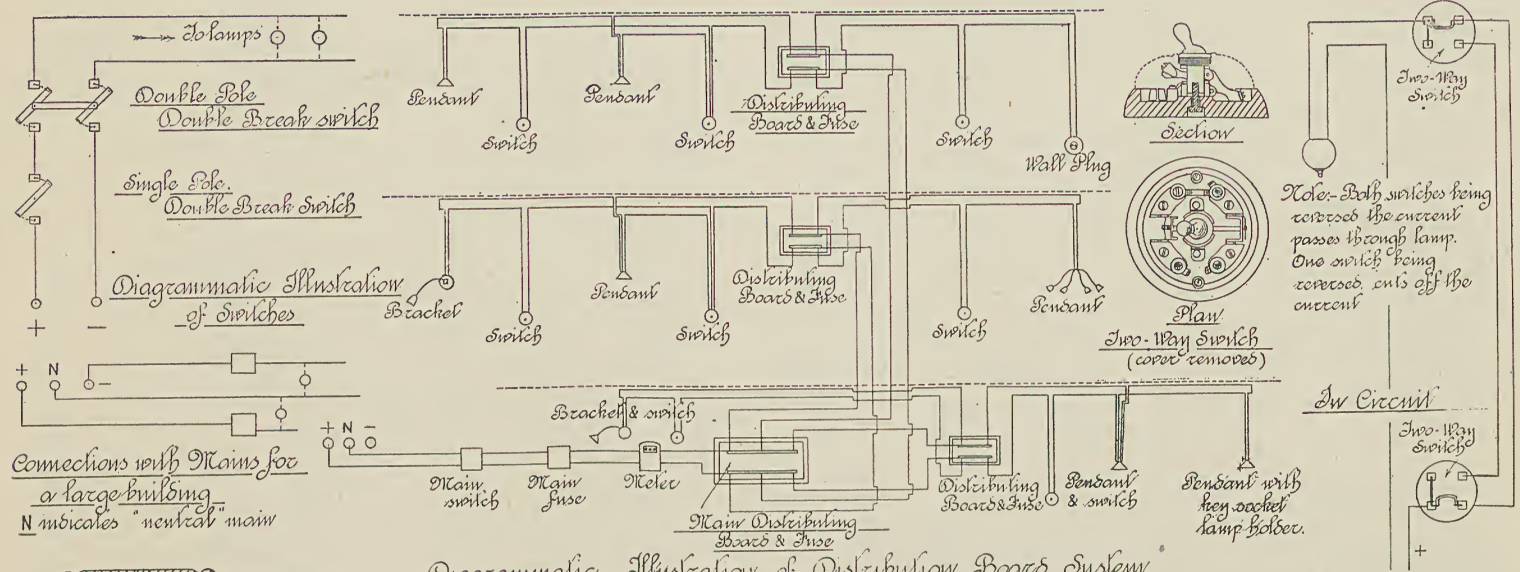 To lamps
Double Pole
Double Break switch
Single Pole.
Double Break Switch
Diagrammatic Illustration
of Switches
+ −
+ N −
Connections with Mains for
a large building
N indicates "neutral" main
Pendant
Switch
Pendant
Switch
Distributing
Board & Fuse
Switch
Wall Plug
Bracket
Switch
Pendant
Switch
Distributing
Board & Fuse
Switch
Pendant
Bracket & switch
+ N −
Main
switch
Main
fuse
Meter
Main Distributing
Board & Fuse
Distributing
Board & Fuse
Pendant
& switch
Pendant with
key socket
lamp holder.
Diagrammatic Illustration of Distribution Board System
Section
Plan
Two-Way Switch
(cover removed)
Two-Way
Switch
Note:- Both switches being
reversed the current
passes through lamp.
One switch being
reversed, cuts off the
current
Circuit
Two-Way
Switch
+